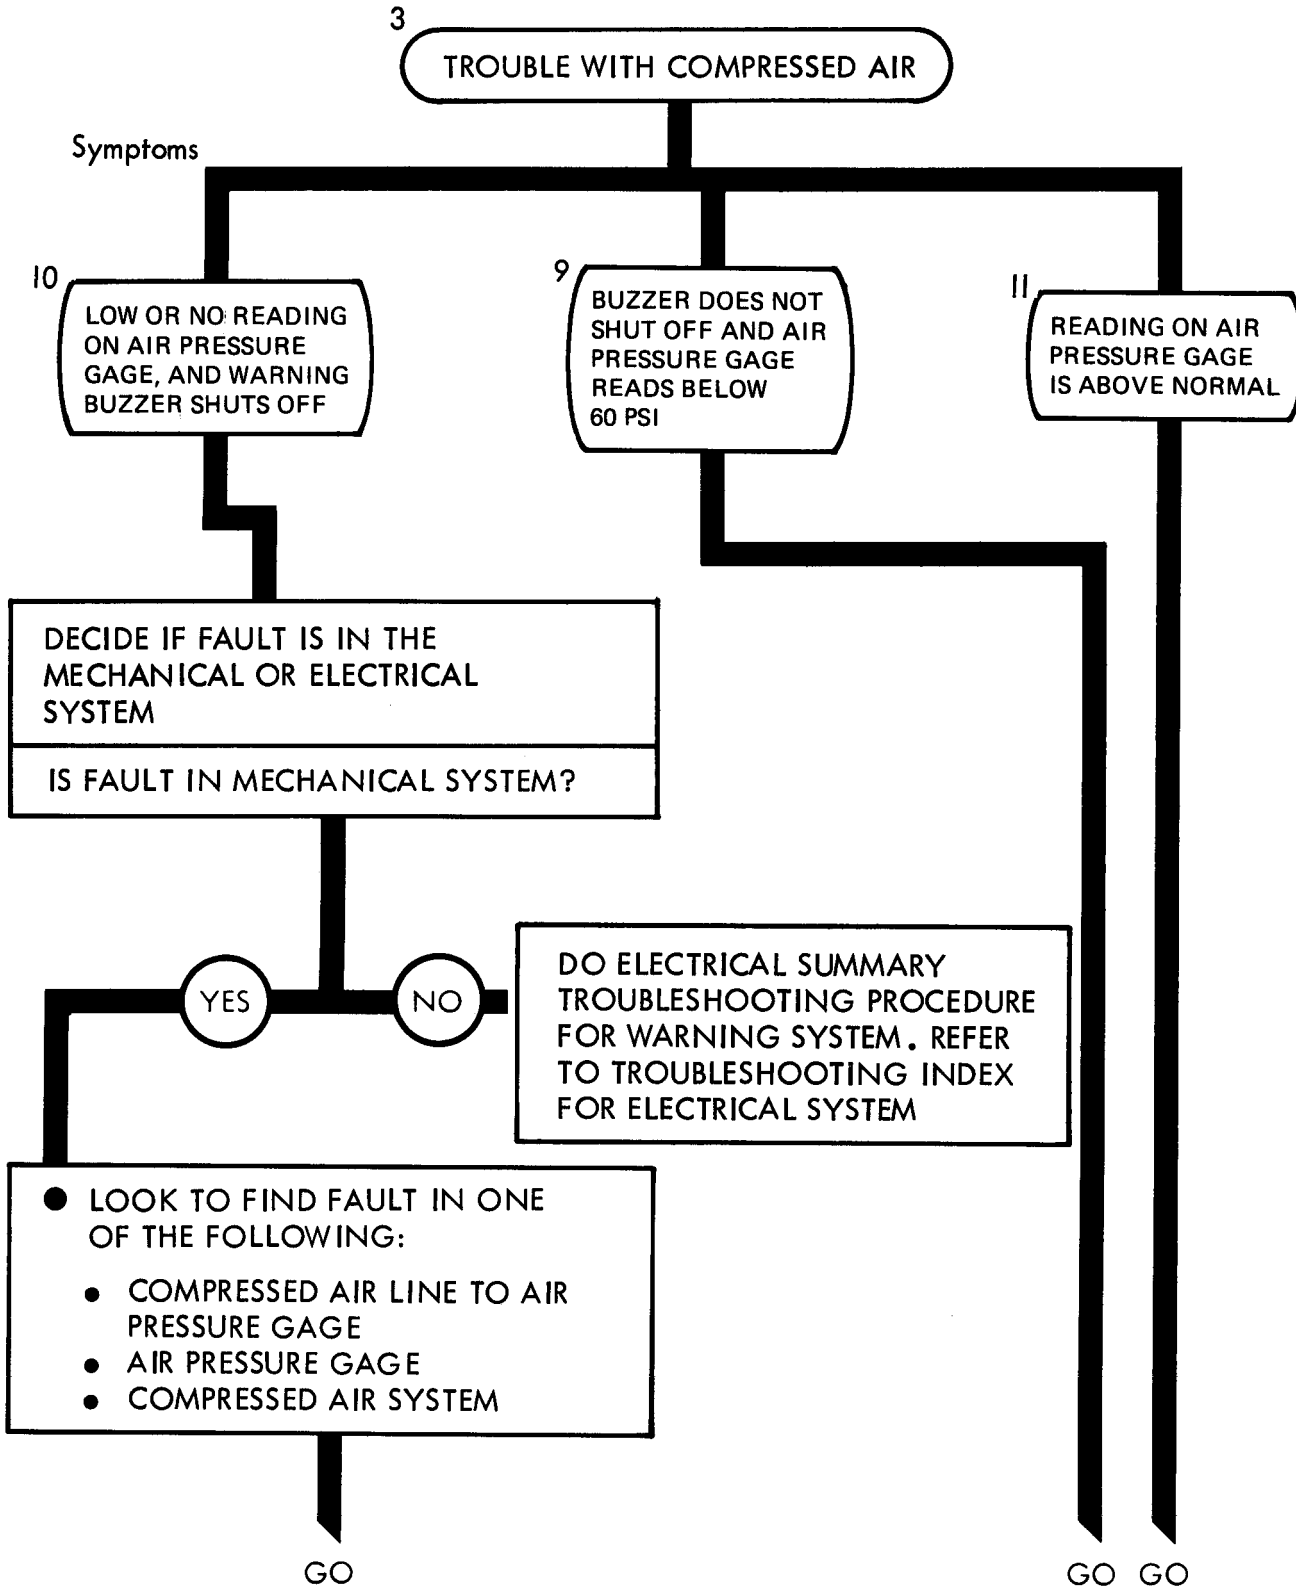 3
TROUBLE WITH COMPRESSED AIR
Symptoms
10
LOW OR NO READING
ON AIR PRESSURE
GAGE, AND WARNING
BUZZER SHUTS OFF
9
BUZZER DOES NOT
SHUT OFF AND AIR
PRESSURE GAGE
READS BELOW
60 PSI
11
READING ON AIR
PRESSURE GAGE
IS ABOVE NORMAL
DECIDE IF FAULT IS IN THE
MECHANICAL OR ELECTRICAL
SYSTEM
IS FAULT IN MECHANICAL SYSTEM?
YES
NO
DO ELECTRICAL SUMMARY
TROUBLESHOOTING PROCEDURE
FOR WARNING SYSTEM. REFER
TO TROUBLESHOOTING INDEX
FOR ELECTRICAL SYSTEM
● LOOK TO FIND FAULT IN ONE
OF THE FOLLOWING:
● COMPRESSED AIR LINE TO AIR
PRESSURE GAGE
● AIR PRESSURE GAGE
● COMPRESSED AIR SYSTEM
GO
GO
GO